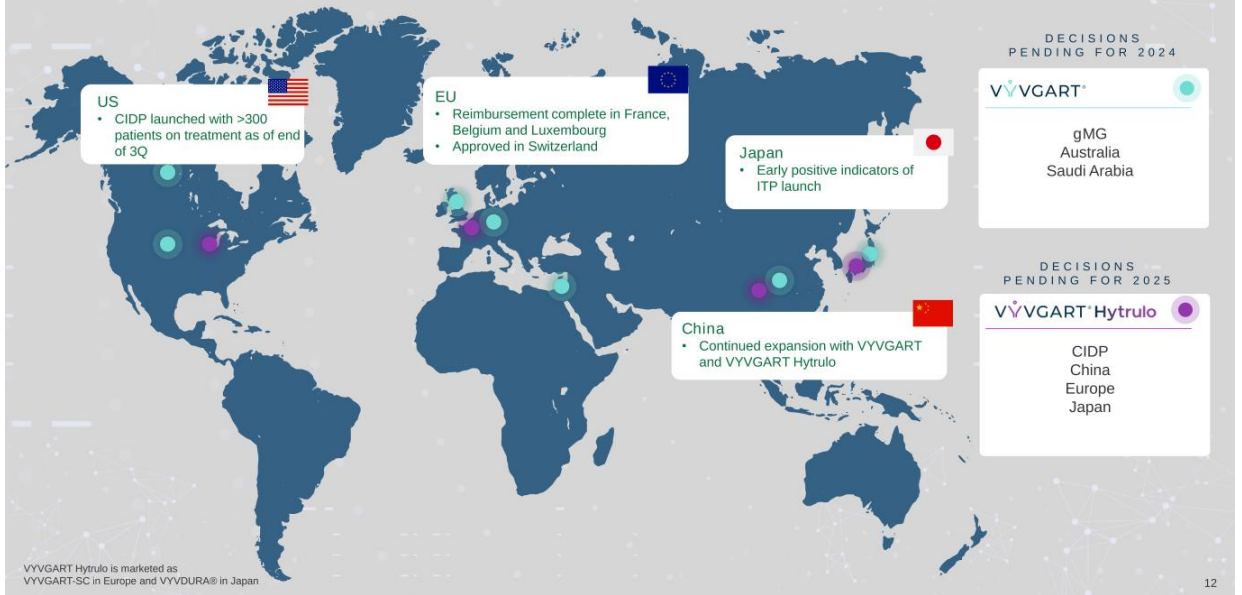 US
• CIDP launched with >300
patients on treatment as of end
of 3Q
EU
• Reimbursement complete in France,
Belgium and Luxembourg
• Approved in Switzerland
Japan
• Early positive indicators of
ITP launch
China
• Continued expansion with VYVGART
and VYVGART Hytrulo
DECISIONS
PENDING FOR 2024
VYVGART®
gMG
Australia
Saudi Arabia
DECISIONS
PENDING FOR 2025
VYVGART® Hytrulo
CIDP
China
Europe
Japan
VYVGART Hytrulo is marketed as
VYVGART-SC in Europe and VYVDURA® in Japan
12